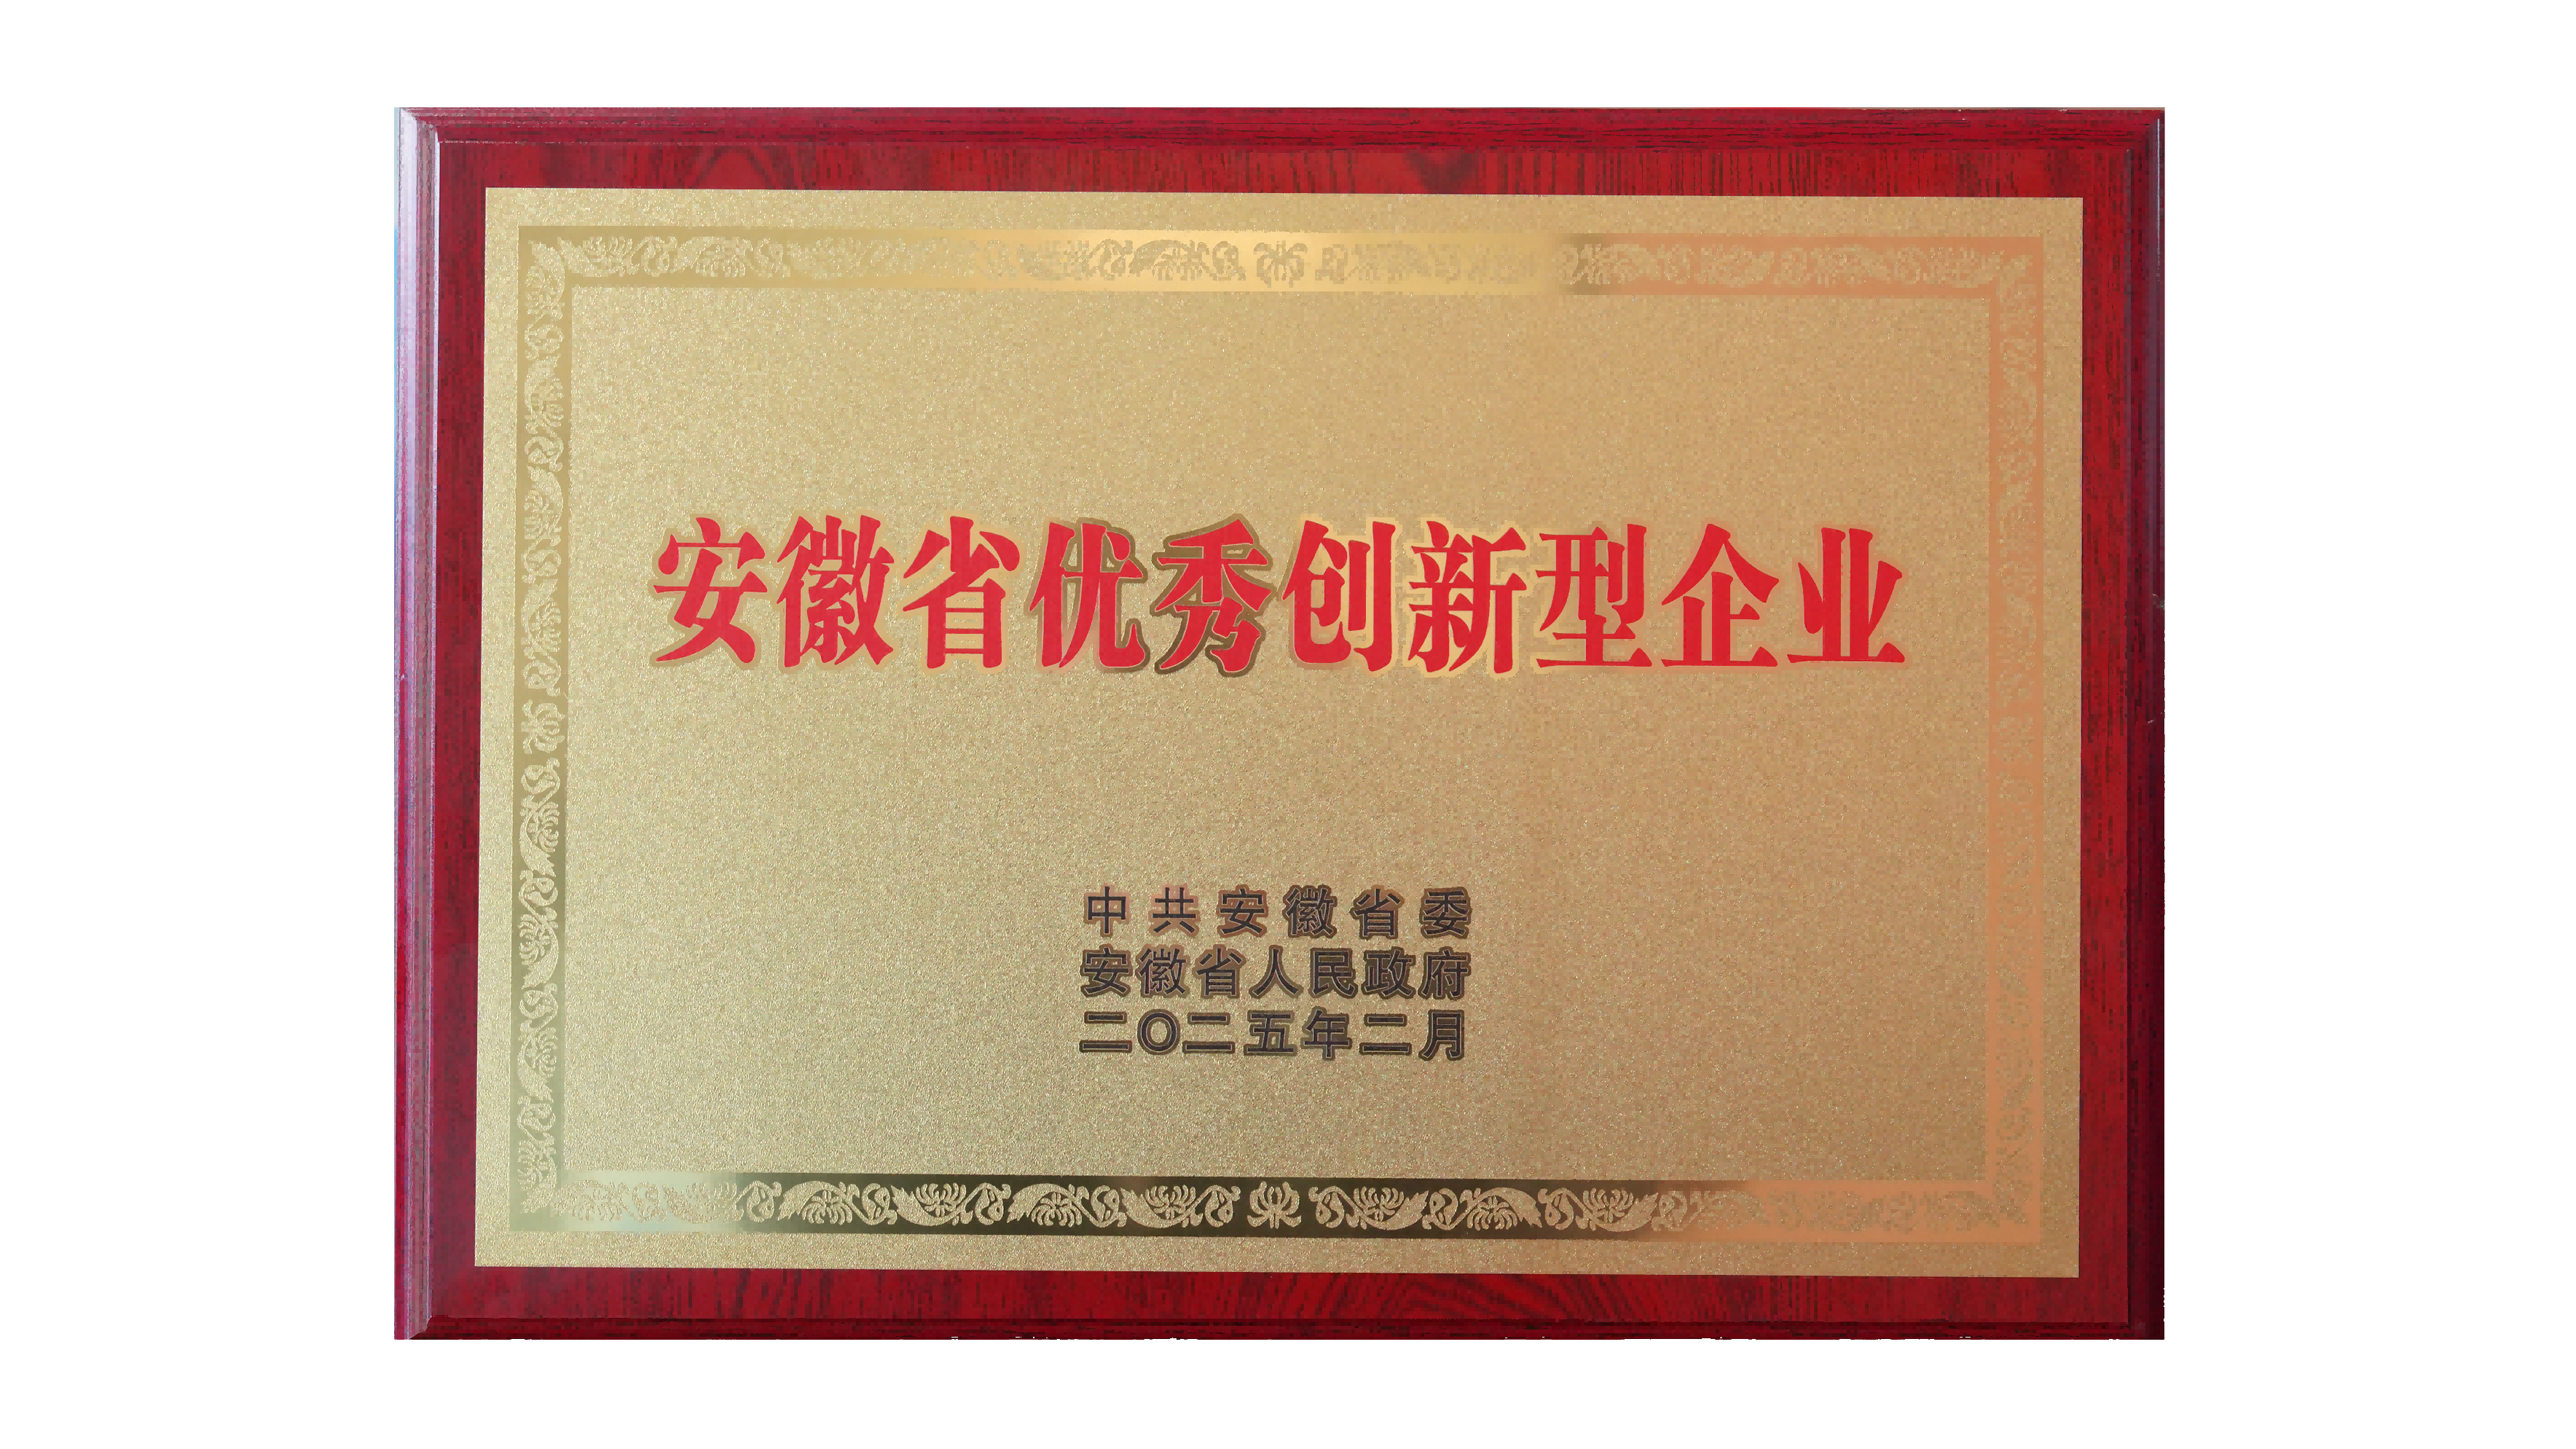 安徽省优秀创新型企业
中共安徽省委
安徽省人民政府
二〇二五年二月